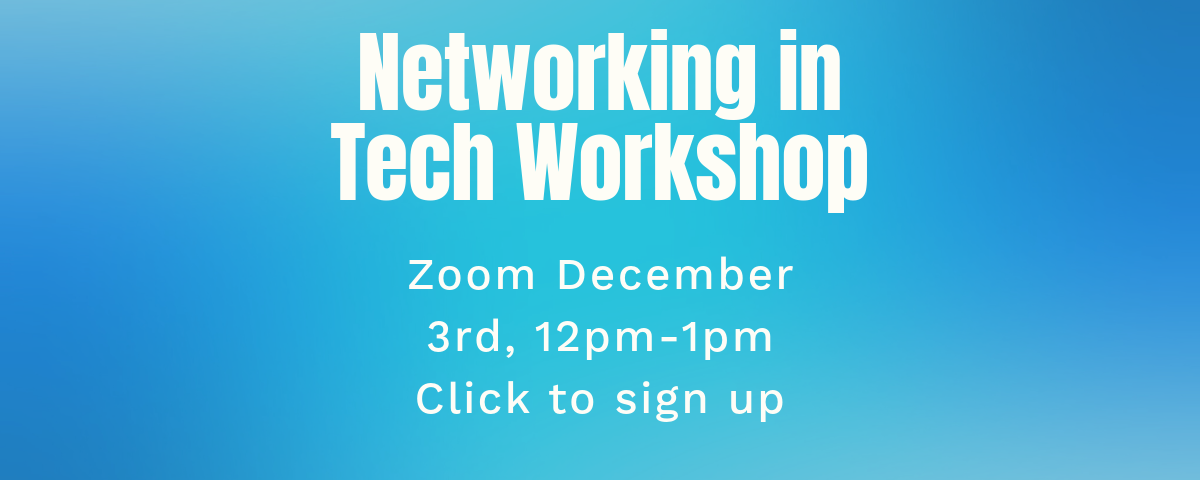 Networking in
Tech Workshop
Zoom December
3rd, 12pm-1pm
Click to sign up